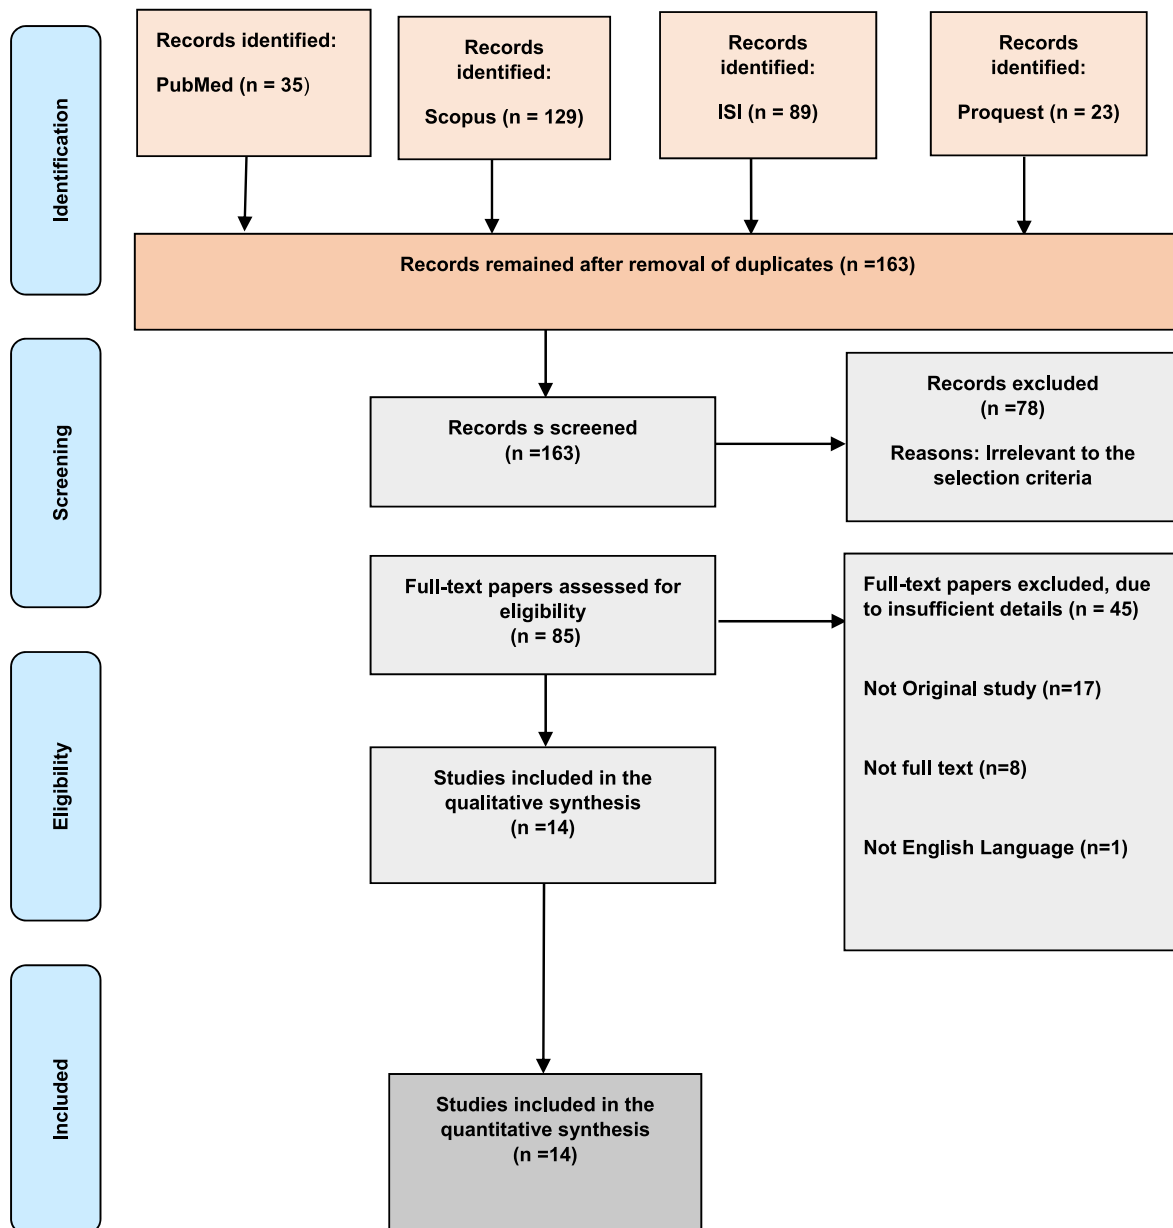 Records identified:
PubMed (n = 35)
Records
identified:
Scopus (n = 129)
Records
identified:
ISI (n = 89)
Records
identified:
Proquest (n = 23)
Identification
Records remained after removal of duplicates (n =163)
Screening
Records s screened
(n =163)
Records excluded
(n =78)
Reasons: Irrelevant to the
selection criteria
Full-text papers assessed for
eligibility
(n = 85)
Full-text papers excluded, due
to insufficient details (n = 45)
Not Original study (n=17)
Not full text (n=8)
Not English Language (n=1)
Eligibility
Studies included in the
qualitative synthesis
(n =14)
Included
Studies included in the
quantitative synthesis
(n =14)